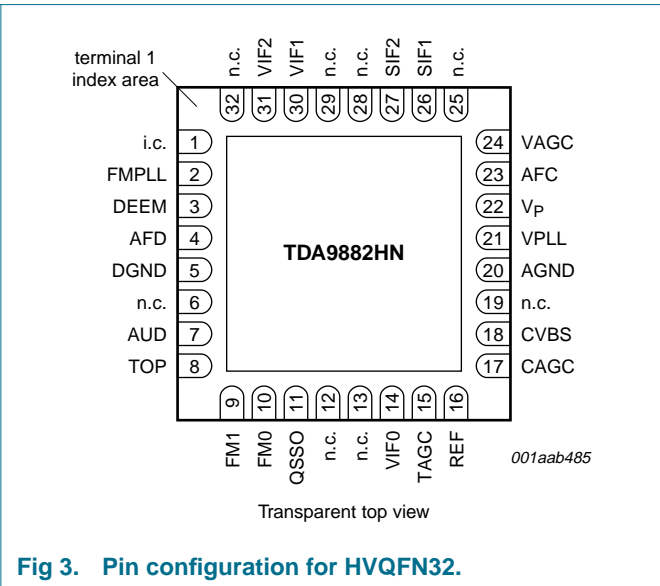 terminal 1
index area
n.c.
VIF2
VIF1
n.c.
n.c.
SIF2
SIF1
n.c.
32
31
30
29
28
27
26
25
i.c. 1
FMPLL 2
DEEM 3
AFD 4
DGND 5
n.c. 6
AUD 7
TOP 8
TDA9882HN
24 VAGC
23 AFC
22 VP
21 VPLL
20 AGND
19 n.c.
18 CVBS
17 CAGC
9
10
11
12
13
14
15
16
FM1
FM0
QSSO
n.c.
n.c.
VIF0
TAGC
REF
001aab485
Transparent top view
Fig 3. Pin configuration for HVQFN32.